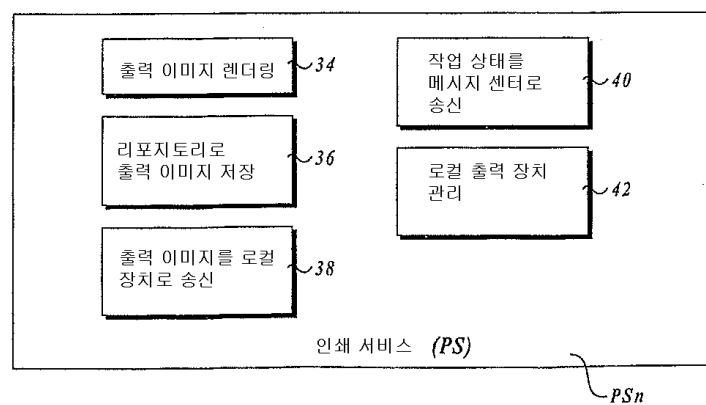 출력 이미지 렌더링
34
리포지토리로
출력 이미지 저장
36
출력 이미지를 로컬
장치로 송신
38
작업 상태를
메시지 센터로
송신
40
로컬 출력 장치
관리
42
인쇄 서비스 (PS)
PSn